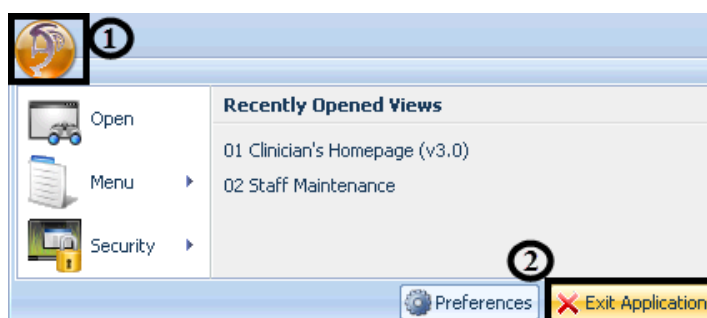 1
Open
Menu
Security
Recently Opened Views
01 Clinician's Homepage (v3.0)
02 Staff Maintenance
2
Preferences
Exit Application